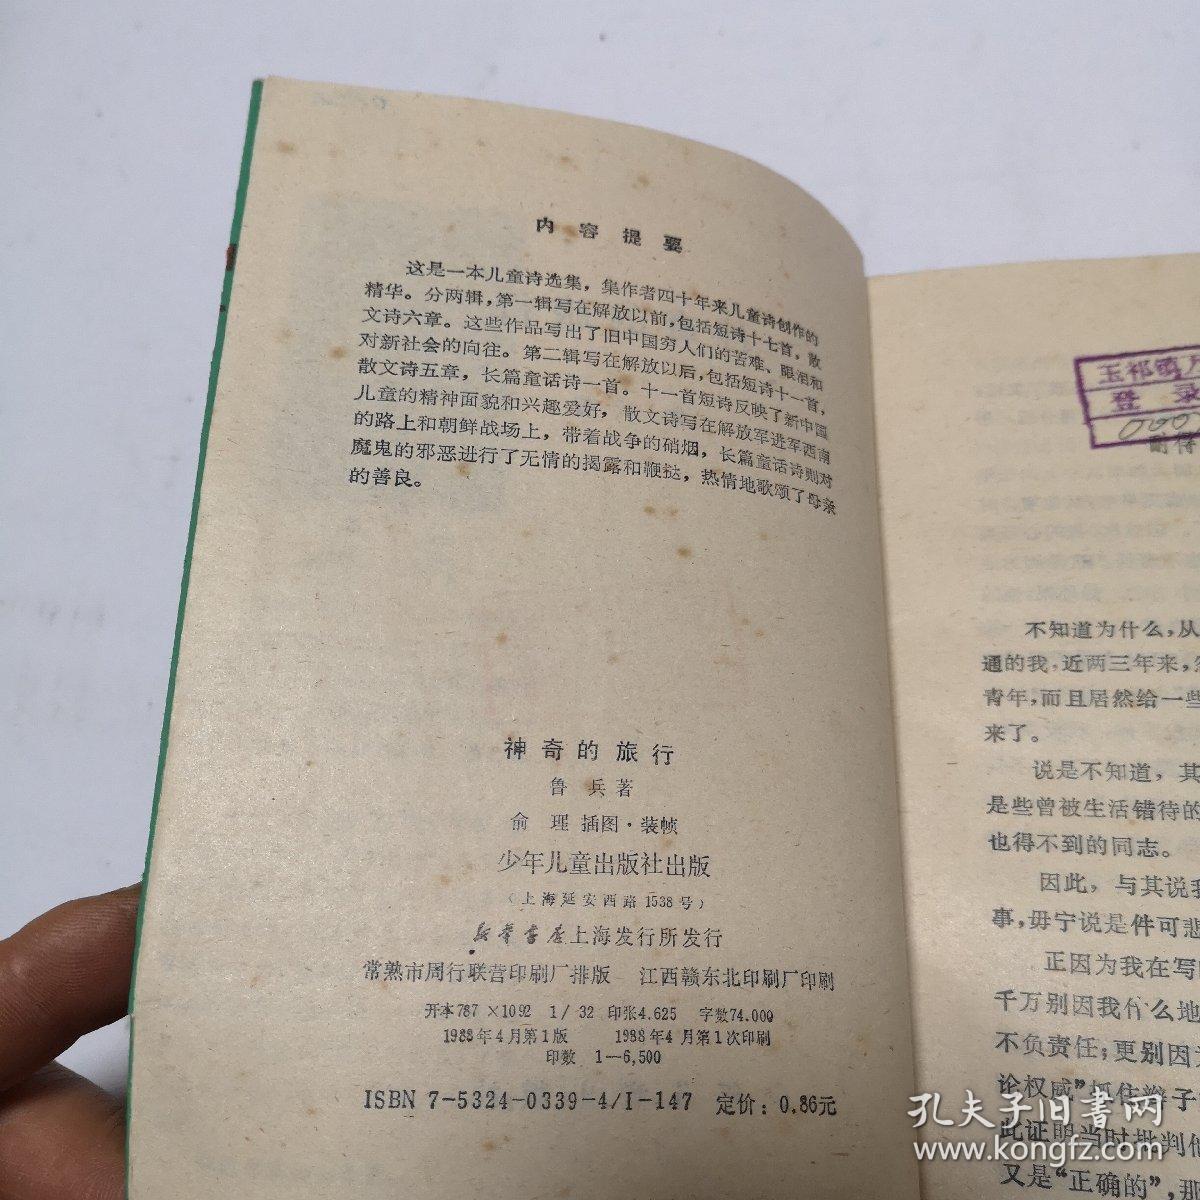 内容提要
这是一本儿童诗选集，集作者四十年来儿童诗创作的
精华。分两辑，第一辑写在解放以前，包括短诗十七首，散
文诗六章。这些作品写出了旧中国穷人们的苦难、眼泪和
对新社会的向往。第二辑写在解放以后，包括短诗十一首，
散文诗五章，长篇童话诗一首。十一首短诗反映了新中国
儿童的精神面貌和兴趣爱好，散文诗写在解放军进军西南
的路上和朝鲜战场上，带着战争的硝烟，长篇童话诗则对
魔鬼的邪恶进行了无情的揭露和鞭挞，热情地歌颂了母亲
的善良。
神奇的旅行
鲁兵著
俞理 插图·装帧
少年儿童出版社出版
（上海延安西路1538号）
新华书店上海发行所发行
常熟市周行联营印刷厂排版 江西赣东北印刷厂印刷
开本787×1092 1/32 印张4.625 字数74.000
1988年4月第1版 1988年4月第1次印刷
印数 1—6,500
ISBN 7-5324-0339-4/I-147 定价：0.86元
玉祁镇
登录
不知道为什么，从
通的我，近两三年来，
青年，而且居然给一些
来了。
说是不知道，其
是些曾被生活错待的
也得不到的同志。
因此，与其说我
事，毋宁说是件可悲
正因为我在写
千万别因我什么地
不负责任；更别因
论权威”抓住辫子
此证明当时批判他
又是“正确的”，那
孔夫子旧书网
www.kongfz.com